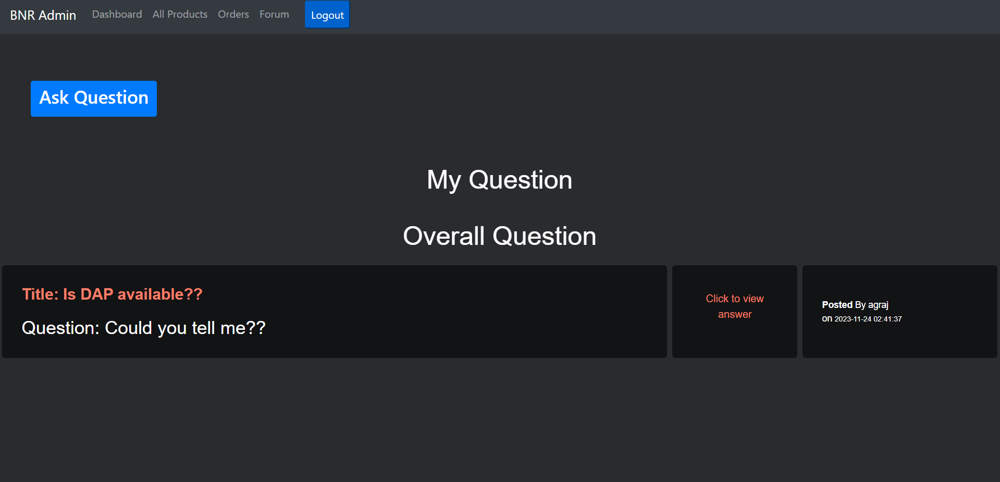 BNR Admin Dashboard All Products Orders Forum Logout
Ask Question
My Question
Overall Question
Title: Is DAP available??
Question: Could you tell me??
Click to view
answer
Posted By agraj
on 2023-11-24 02:41:37